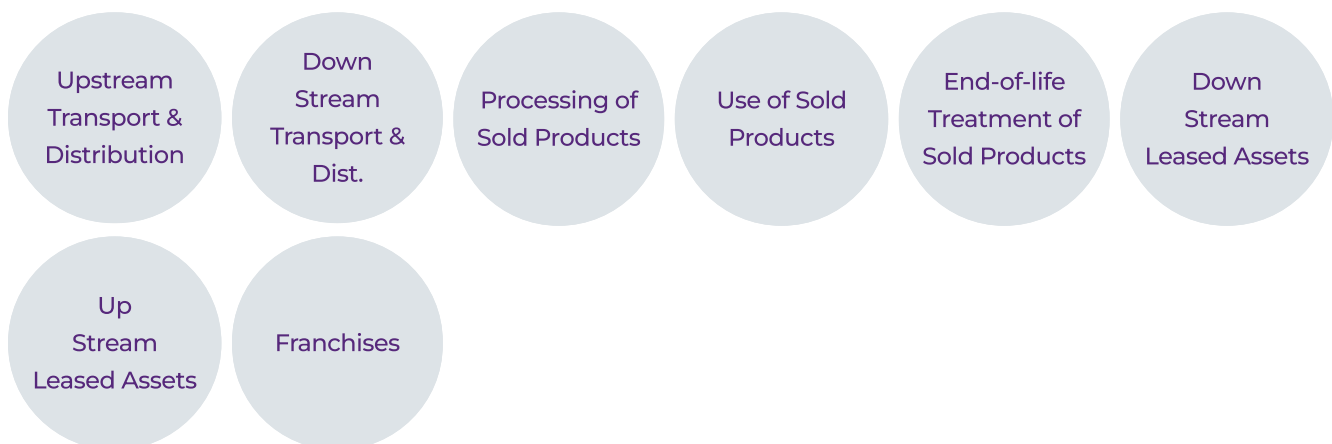 Upstream
Transport &
Distribution
Down
Stream
Transport &
Dist.
Processing of
Sold Products
Use of Sold
Products
End-of-life
Treatment of
Sold Products
Down
Stream
Leased Assets
Up
Stream
Leased Assets
Franchises